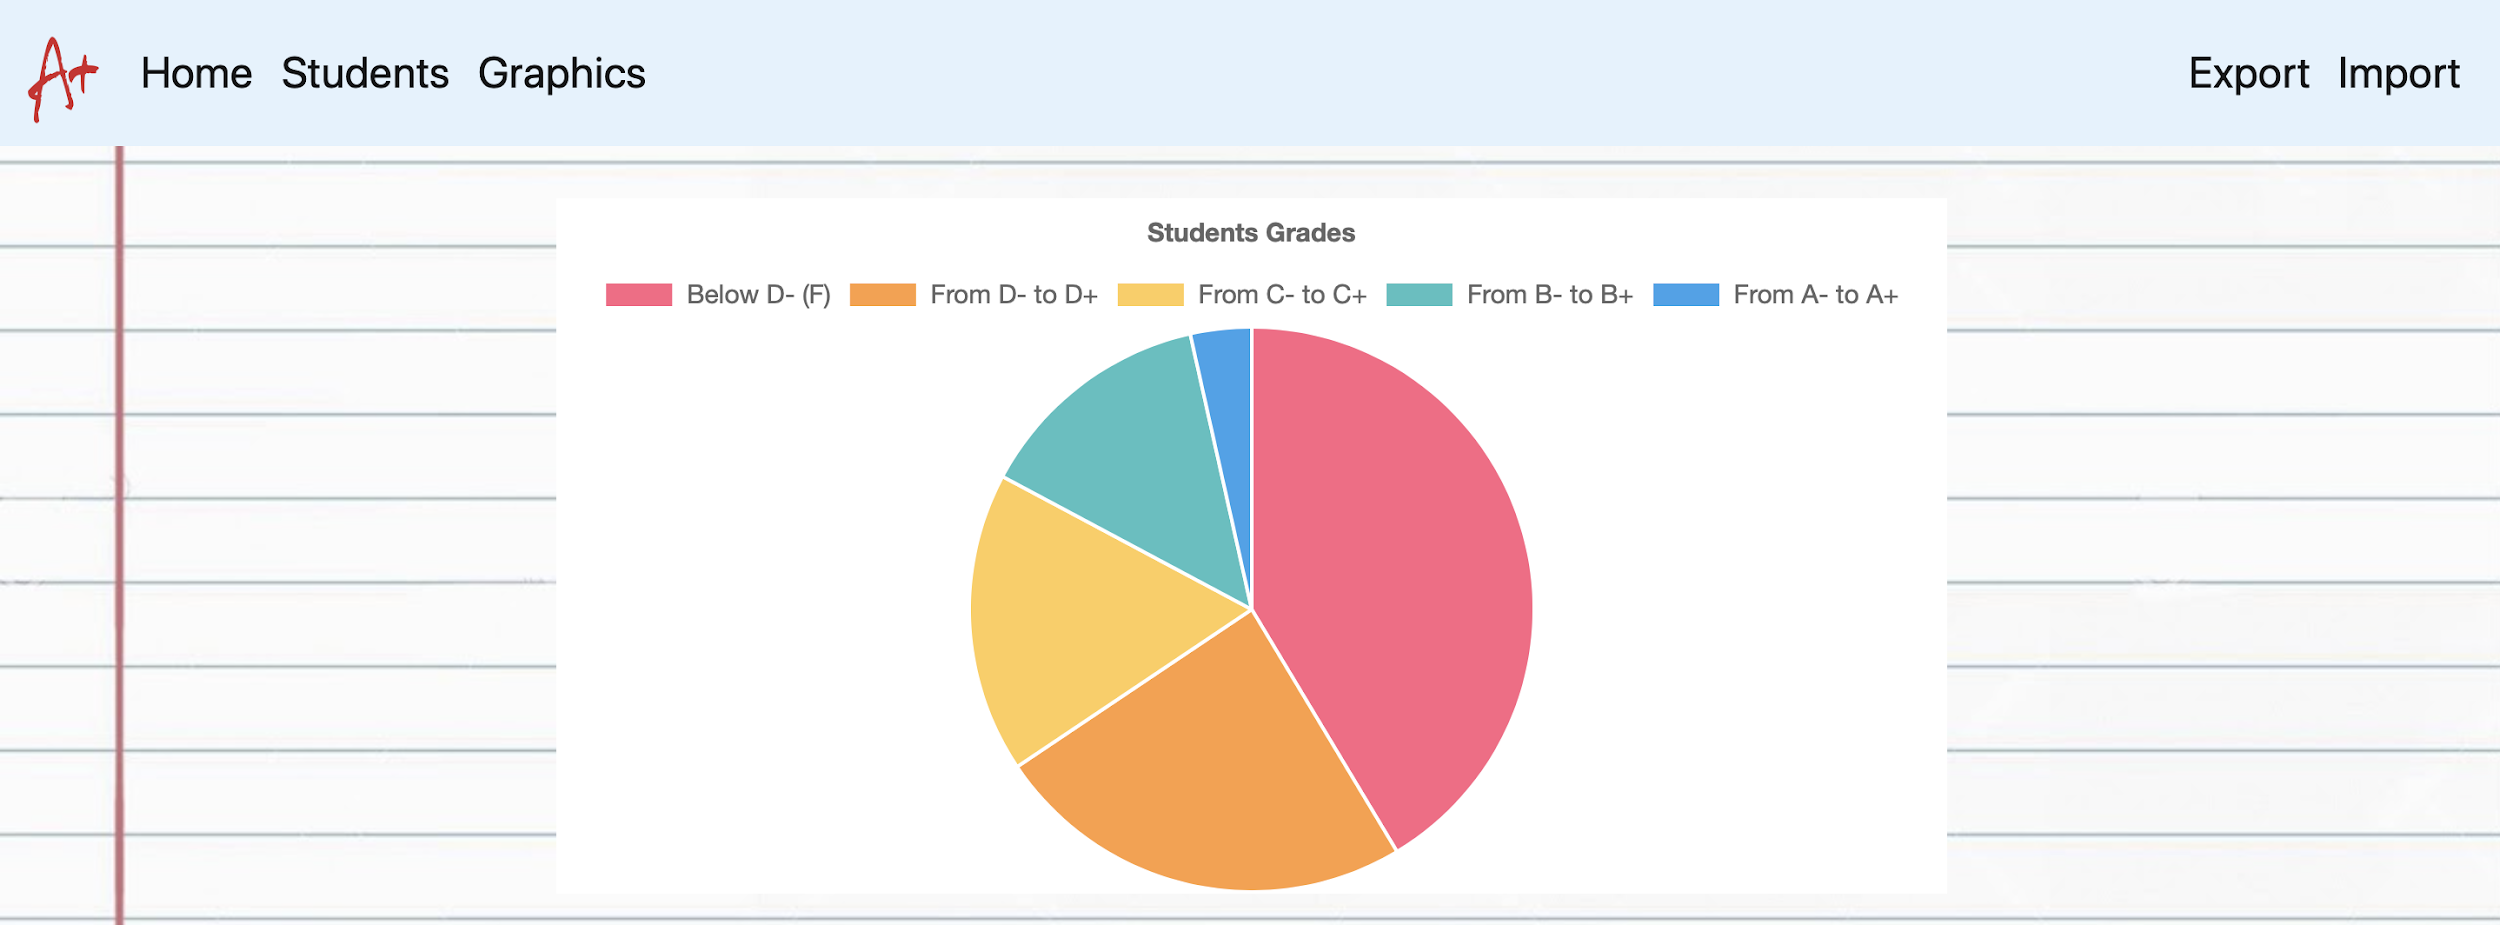 A+ Home Students Graphics Export Import
Students Grades
Below D- (F) From D- to D+ From C- to C+ From B- to B+ From A- to A+